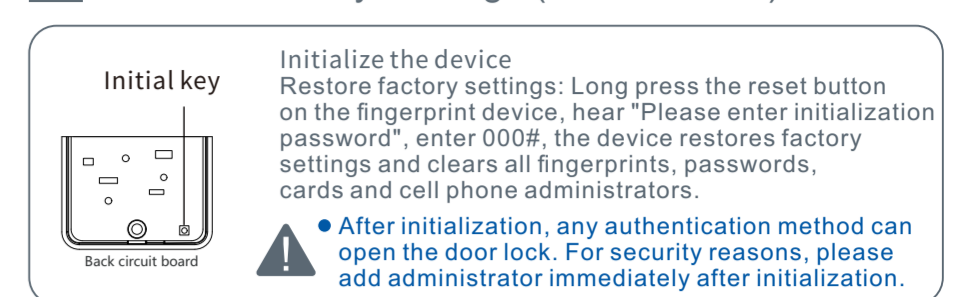 Initial key
Back circuit board
Initialize the device
Restore factory settings: Long press the reset button
on the fingerprint device, hear "Please enter initialization
password", enter 000#, the device restores factory
settings and clears all fingerprints, passwords,
cards and cell phone administrators.
● After initialization, any authentication method can
open the door lock. For security reasons, please
add administrator immediately after initialization.